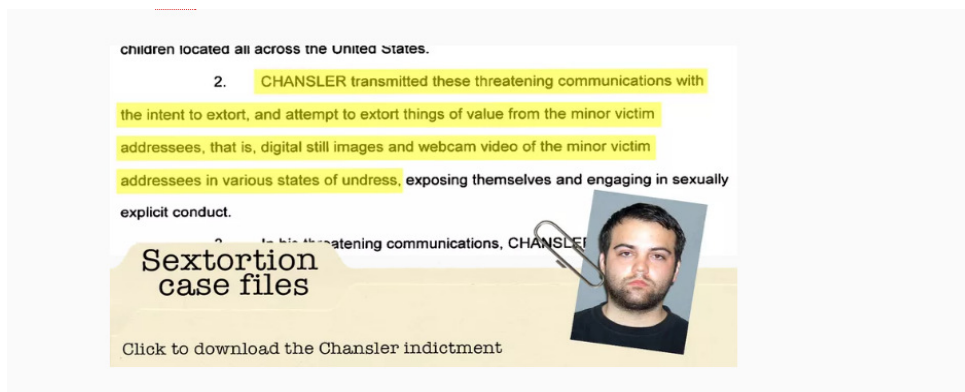 children located all across the United States.
2. CHANSLER transmitted these threatening communications with
the intent to extort, and attempt to extort things of value from the minor victim
addressees, that is, digital still images and webcam video of the minor victim
addressees in various states of undress, exposing themselves and engaging in sexually
explicit conduct.
In his threatening communications, CHANSLER
Sextortion
case files
Click to download the Chansler indictment